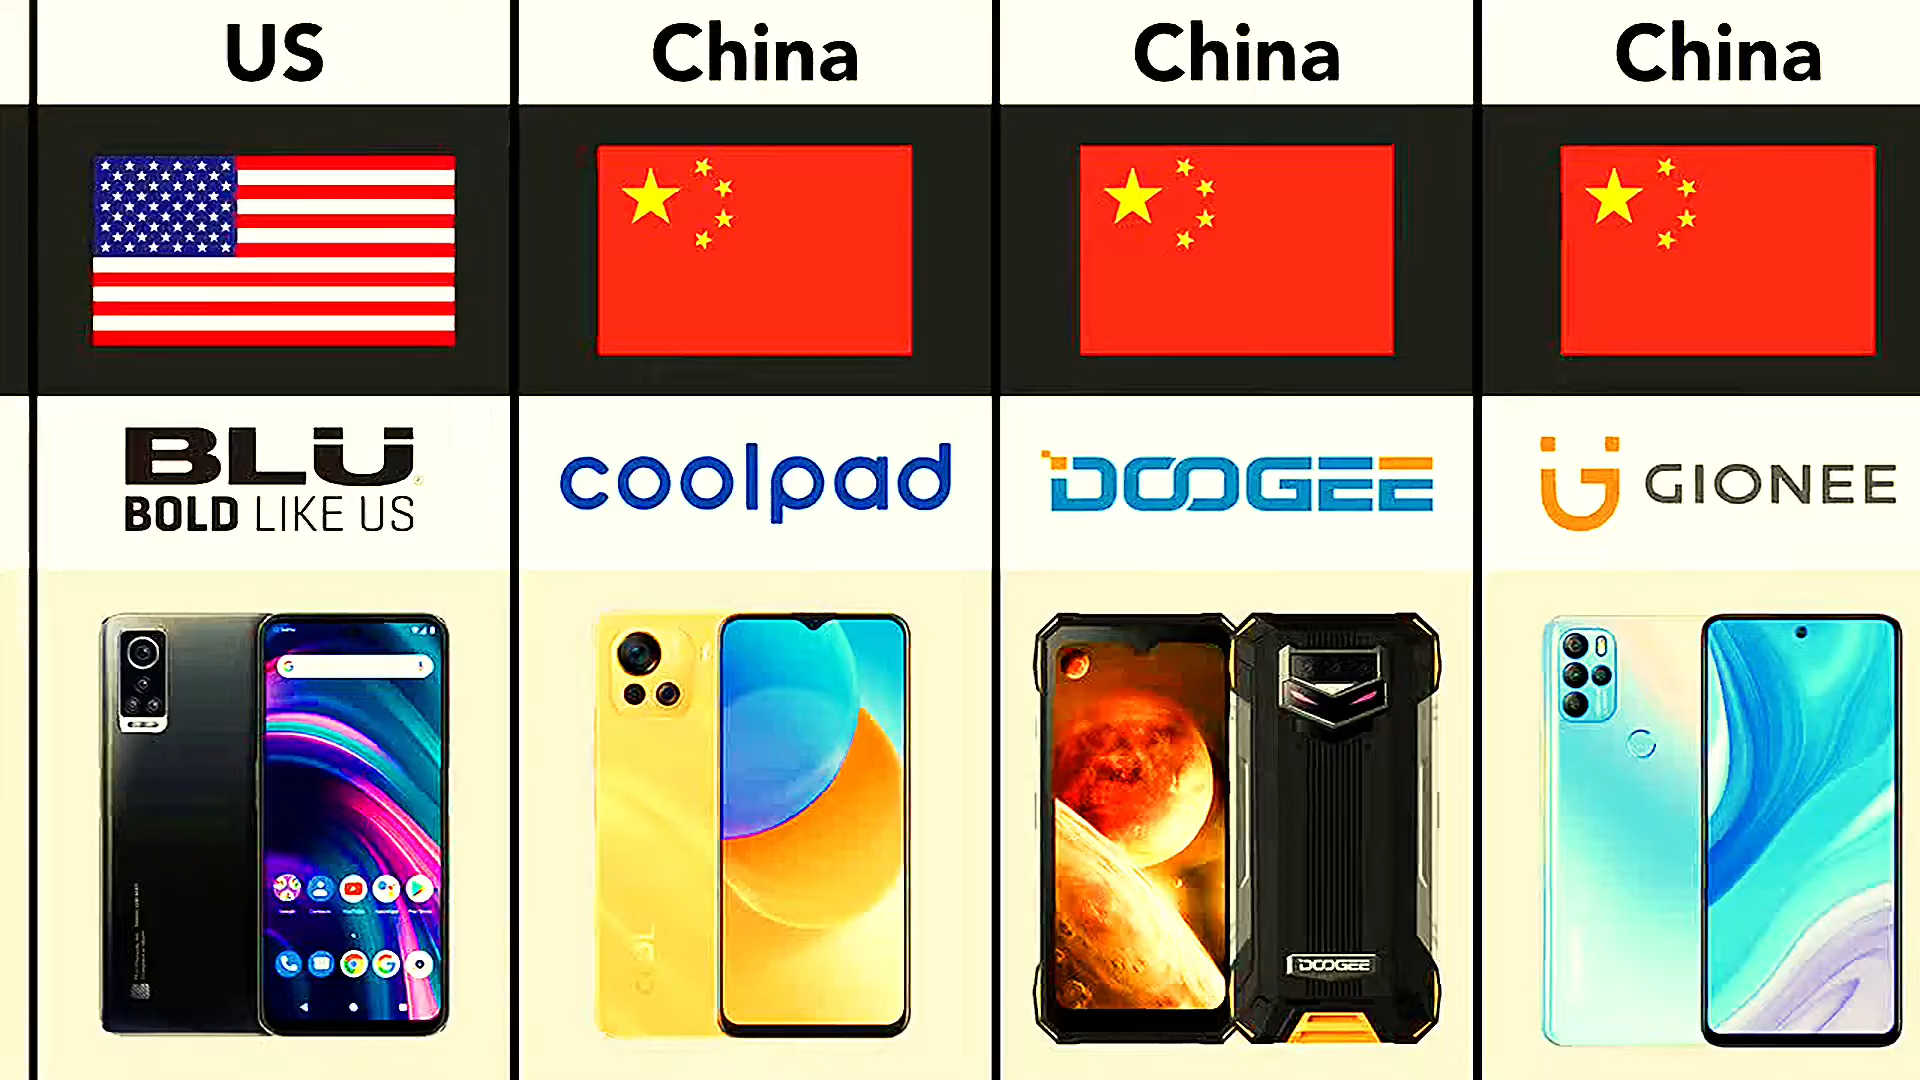 US
China
China
China
BLU
BOLD LIKE US
coolpad
DOOGEE
GIONEE
DOOGEE